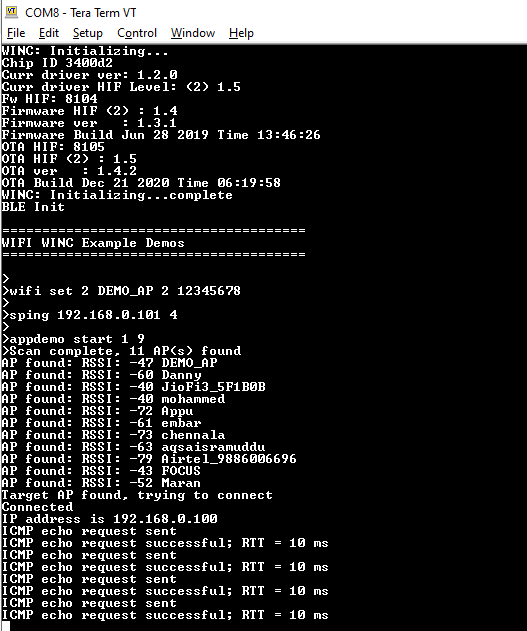 COM8 - Tera Term VT
File Edit Setup Control Window Help
WINC: Initializing...
Chip ID 3400d2
Curr driver ver: 1.2.0
Curr driver HIF Level: (2) 1.5
Fw HIF: 8104
Firmware HIF (2) : 1.4
Firmware ver   : 1.3.1
Firmware Build Jun 28 2019 Time 13:46:26
OTA HIF: 8105
OTA HIF (2) : 1.5
OTA ver   : 1.4.2
OTA Build Dec 21 2020 Time 06:19:58
WINC: Initializing...complete
BLE Init
======================================
WIFI WINC Example Demos
======================================
>
>wifi set 2 DEMO_AP 2 12345678
>
>sping 192.168.0.101 4
>
>appdemo start 1 9
>Scan complete, 11 AP(s) found
AP found: RSSI: -47 DEMO_AP
AP found: RSSI: -60 Danny
AP found: RSSI: -40 JioFi3_5F1B0B
AP found: RSSI: -40 mohammed
AP found: RSSI: -72 Appu
AP found: RSSI: -61 embar
AP found: RSSI: -73 chennala
AP found: RSSI: -63 aqsaisramuddu
AP found: RSSI: -79 Airtel_9886006696
AP found: RSSI: -43 FOCUS
AP found: RSSI: -52 Maran
Target AP found, trying to connect
Connected
IP address is 192.168.0.100
ICMP echo request sent
ICMP echo request successful; RTT = 10 ms
ICMP echo request sent
ICMP echo request successful; RTT = 10 ms
ICMP echo request sent
ICMP echo request successful; RTT = 10 ms
ICMP echo request sent
ICMP echo request successful; RTT = 10 ms